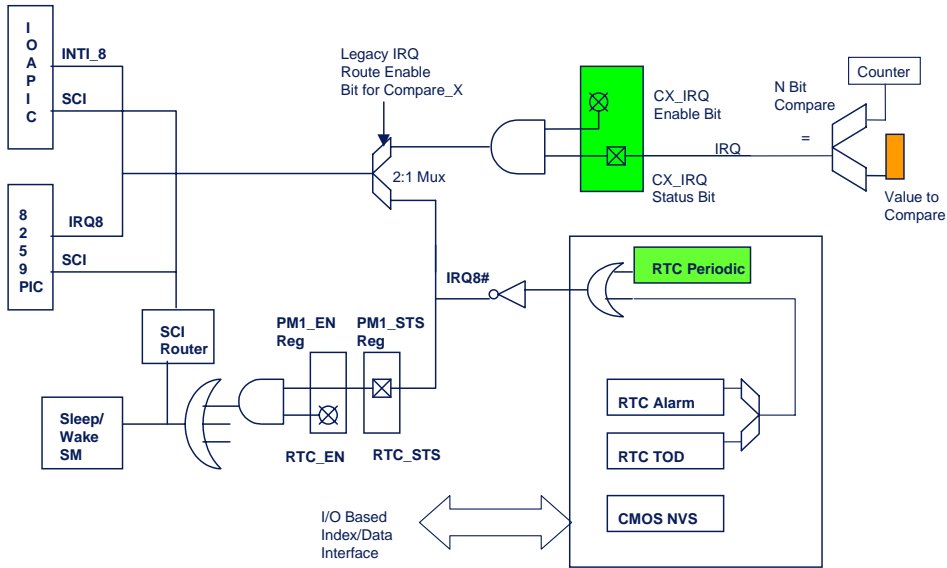 I
O
A
P
I
C
INTI_8
SCI
8
2
5
9
PIC
IRQ8
SCI
Legacy IRQ
Route Enable
Bit for Compare_X
2:1 Mux
CX_IRQ
Enable Bit
CX_IRQ
Status Bit
IRQ
N Bit
Compare
=
Counter
Value to
Compare
IRQ8#
RTC Periodic
SCI
Router
PM1_EN
Reg
PM1_STS
Reg
Sleep/
Wake
SM
RTC_EN
RTC_STS
RTC Alarm
RTC TOD
CMOS NVS
I/O Based
Index/Data
Interface